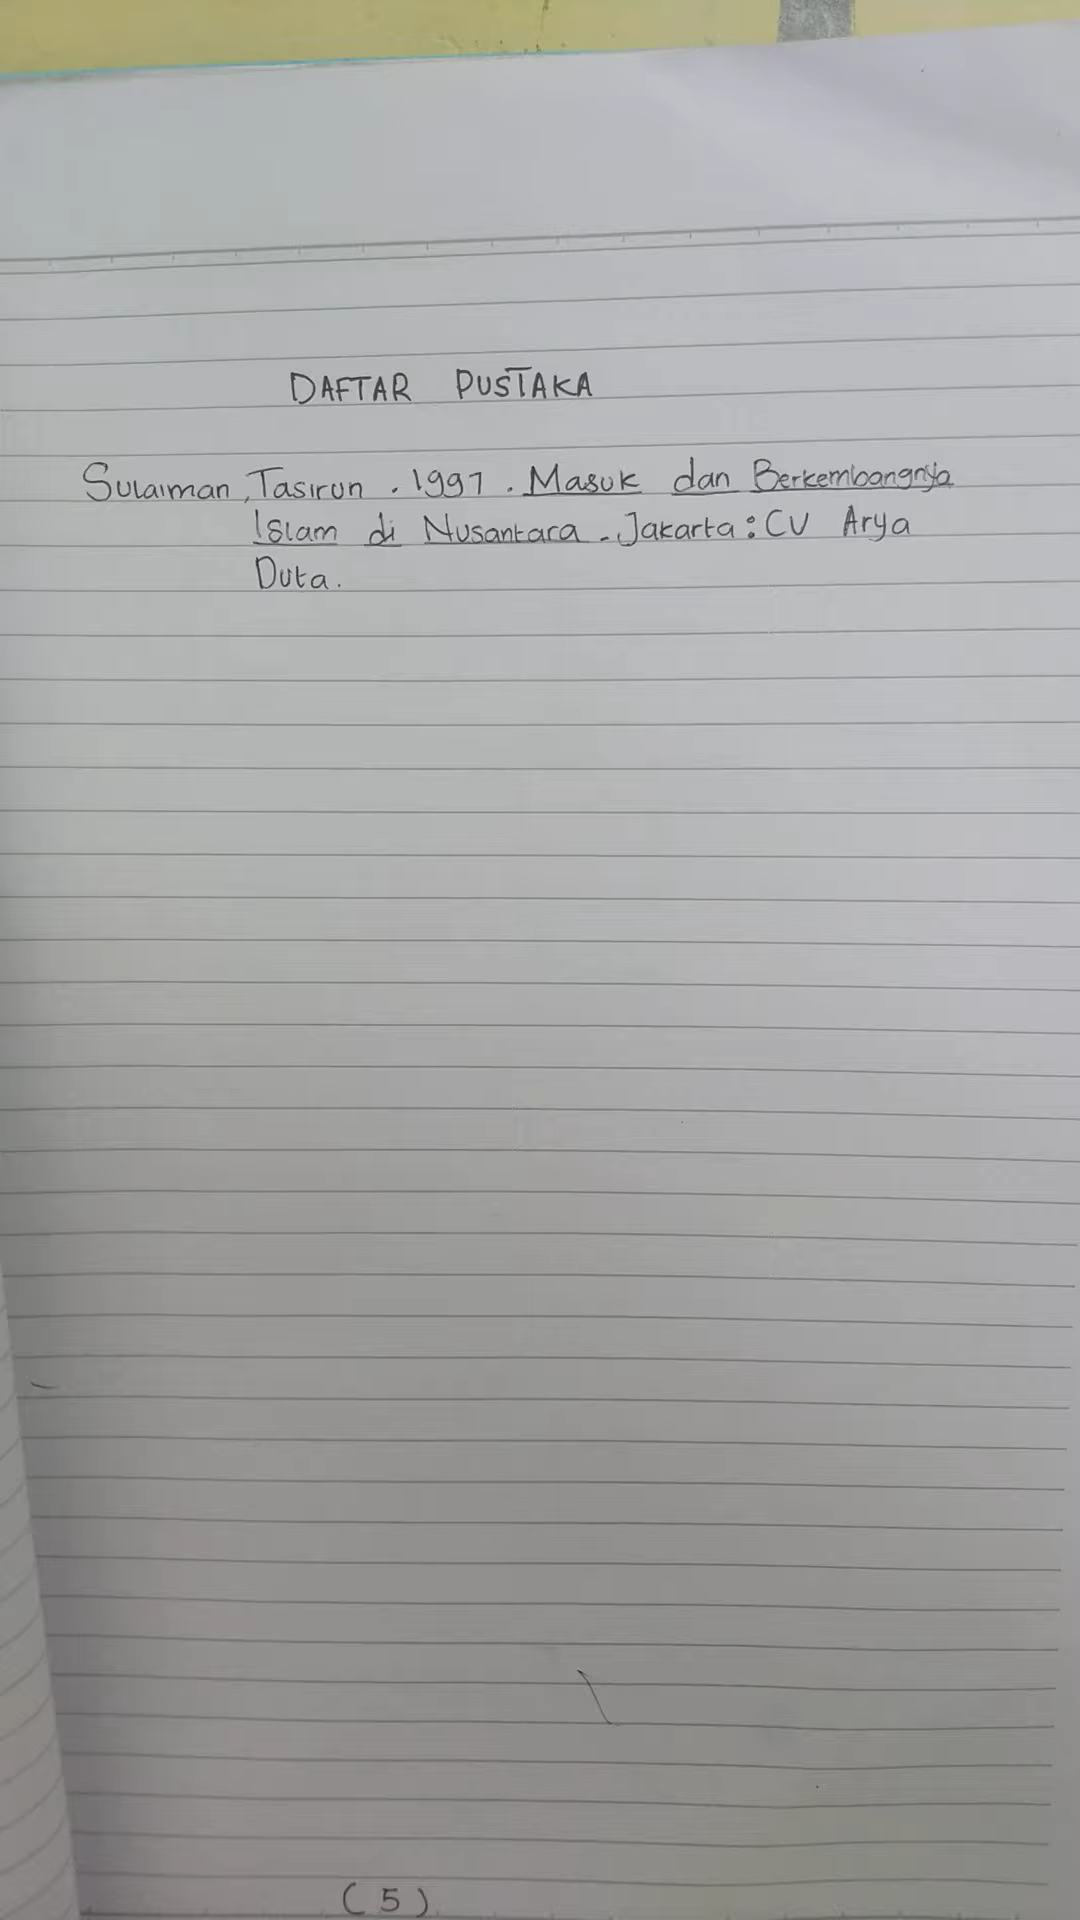 DAFTAR PUSTAKA
Sulaiman, Tasirun. 1997. Masuk dan Berkembangnya
Islam di Nusantara. Jakarta: CV Arya
Duta.
(5)